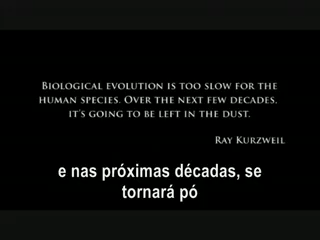 BIOLOGICAL EVOLUTION IS TOO SLOW FOR THE
HUMAN SPECIES. OVER THE NEXT FEW DECADES,
IT'S GOING TO BE LEFT IN THE DUST.
RAY KURZWEIL
e nas próximas décadas, se
tornará pó